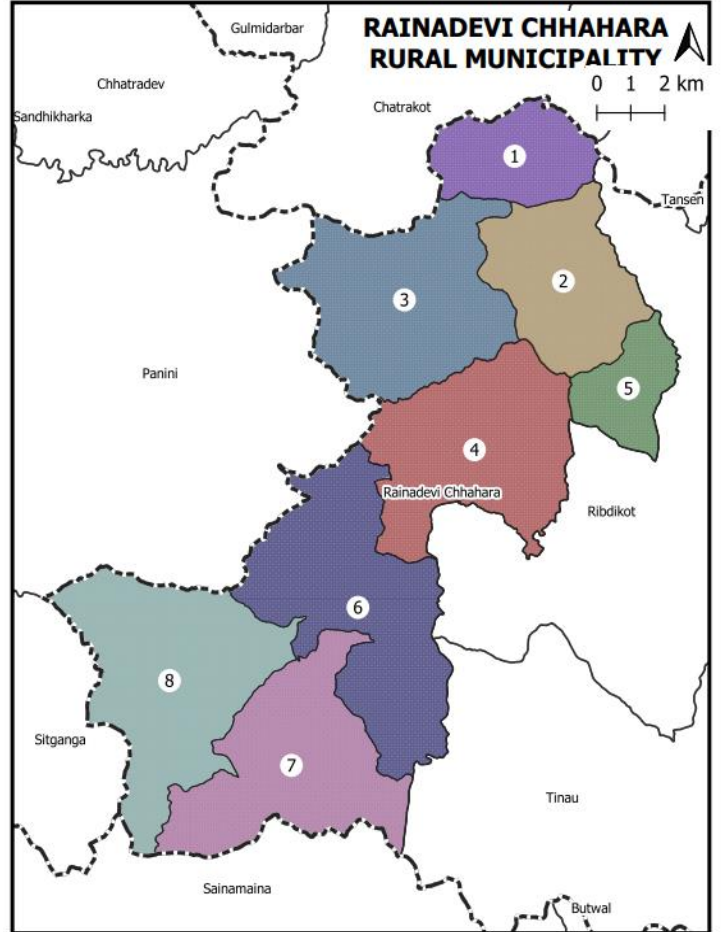 RAINADEVI CHHAHARA
RURAL MUNICIPALITY
0 1 2 km
Gulmidarbar
Chhatradev
Sandhikharka
Chatrakot
1
Tansen
2
3
Panini
5
4
Rainadevi Chhahara
Ribdikot
6
8
Sitganga
7
Tinau
Sainamaina
Butwal